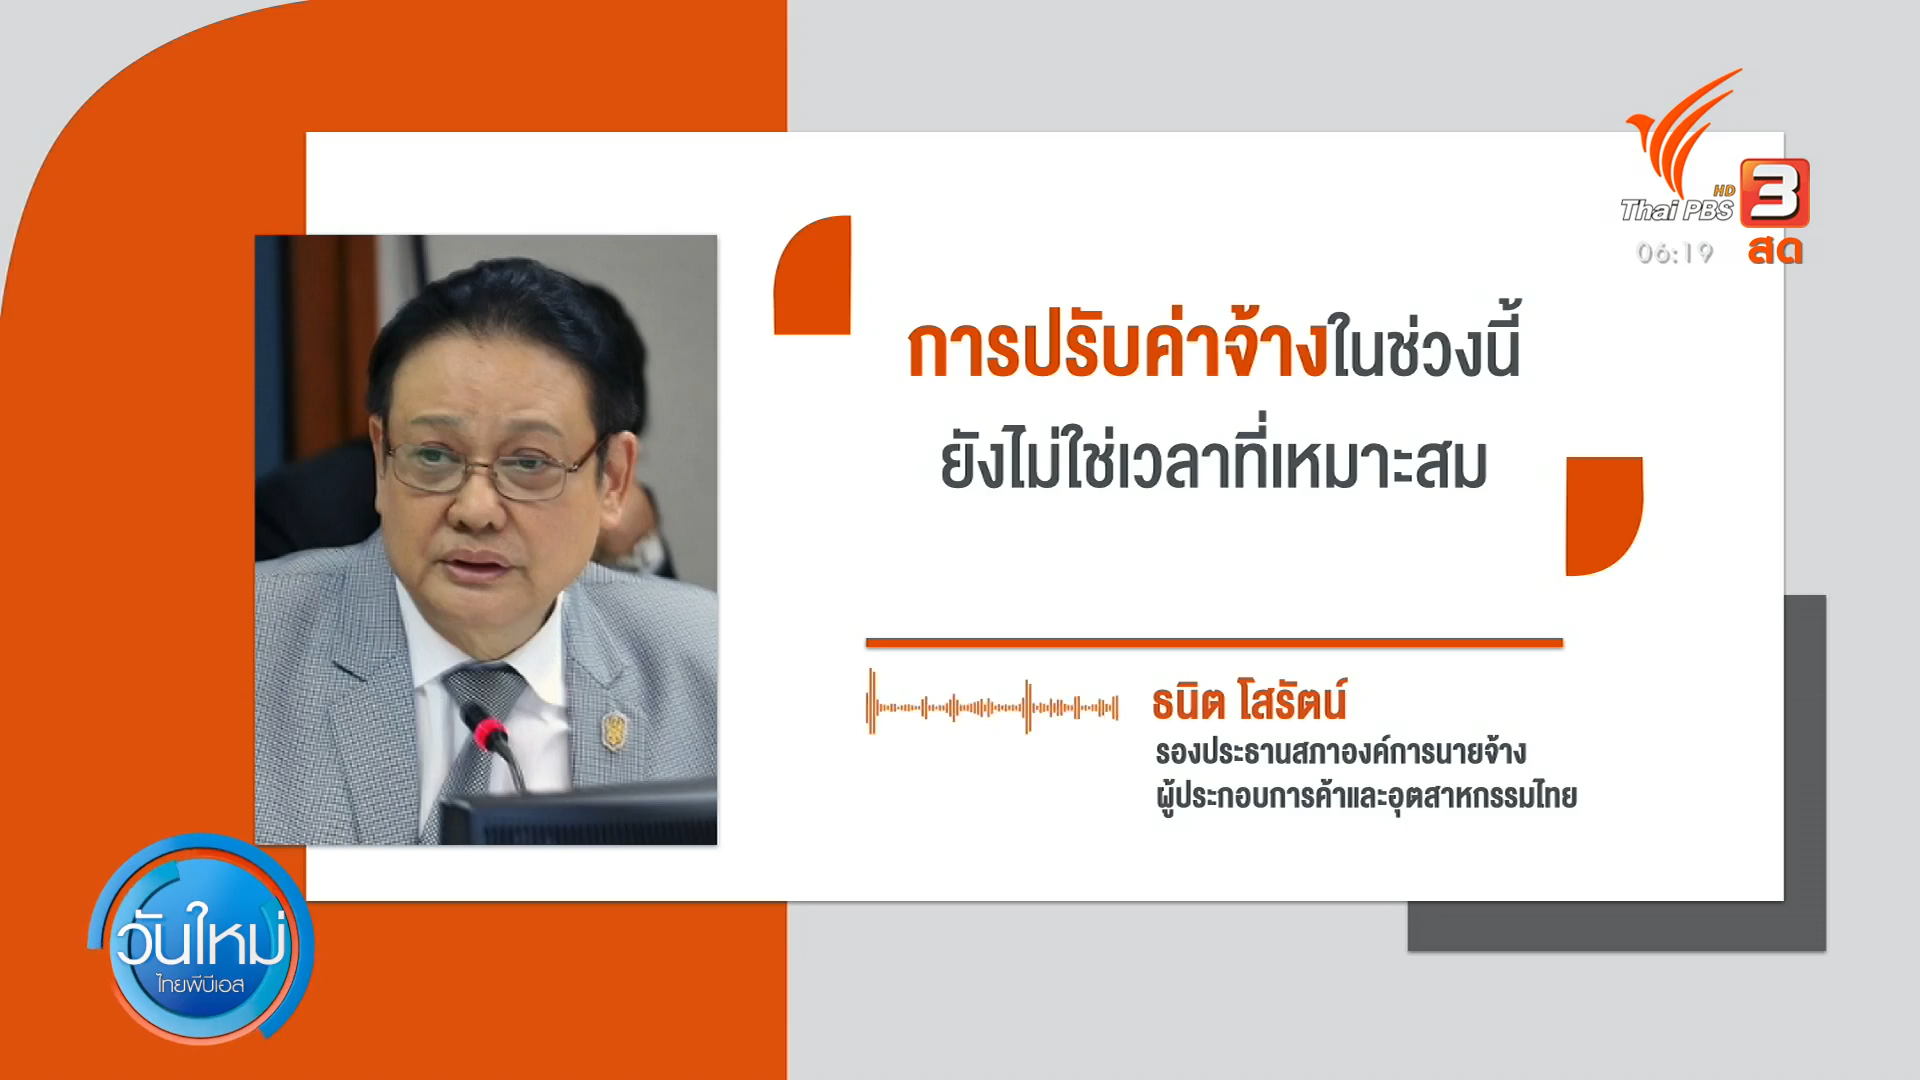 HD
Thai PBS
3
06:19
สด
การปรับค่าจ้างในช่วงนี้
ยังไม่ใช่เวลาที่เหมาะสม
ธนิต โสรัตน์
รองประธานสภาองค์การนายจ้าง
ผู้ประกอบการค้าและอุตสาหกรรมไทย
วันใหม่
ไทยพีบีเอส